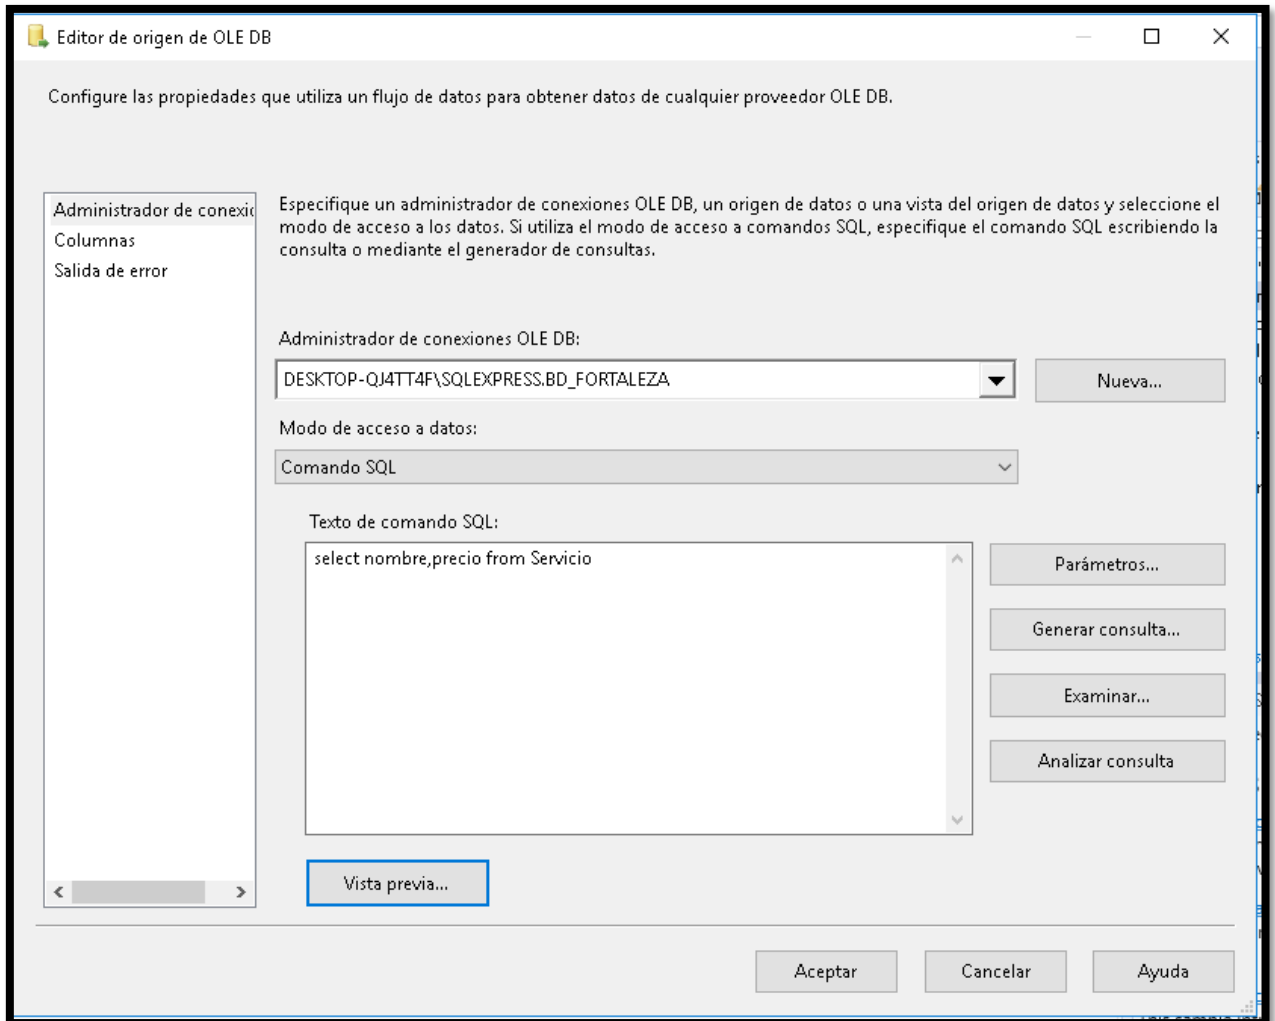 Editor de origen de OLE DB
Configure las propiedades que utiliza un flujo de datos para obtener datos de cualquier proveedor OLE DB.
Administrador de conexic
Columnas
Salida de error
Especifique un administrador de conexiones OLE DB, un origen de datos o una vista del origen de datos y seleccione el
modo de acceso a los datos. Si utiliza el modo de acceso a comandos SQL, especifique el comando SQL escribiendo la
consulta o mediante el generador de consultas.
Administrador de conexiones OLE DB:
DESKTOP-QJ4TT4F\SQLEXPRESS.BD_FORTALEZA
Nueva...
Modo de acceso a datos:
Comando SQL
Texto de comando SQL:
select nombre,precio from Servicio
Parámetros...
Generar consulta...
Examinar...
Analizar consulta
Vista previa...
Aceptar
Cancelar
Ayuda